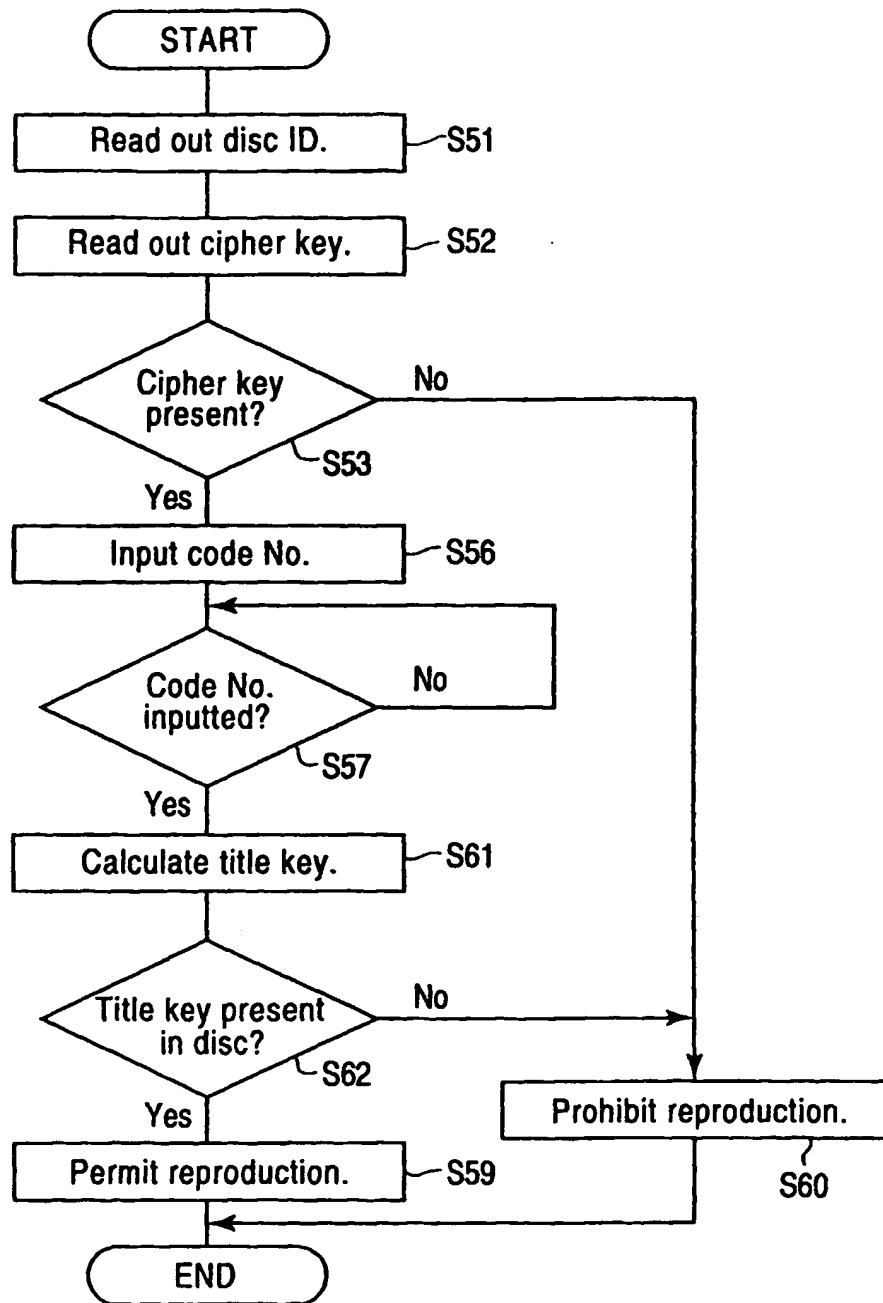 START
Read out disc ID.
S51
Read out cipher key.
S52
Cipher key
present?
No
S53
Yes
Input code No.
S56
Code No.
inputted?
No
S57
Yes
Calculate title key.
S61
Title key present
in disc?
No
S62
Yes
Prohibit reproduction.
S60
Permit reproduction.
S59
END